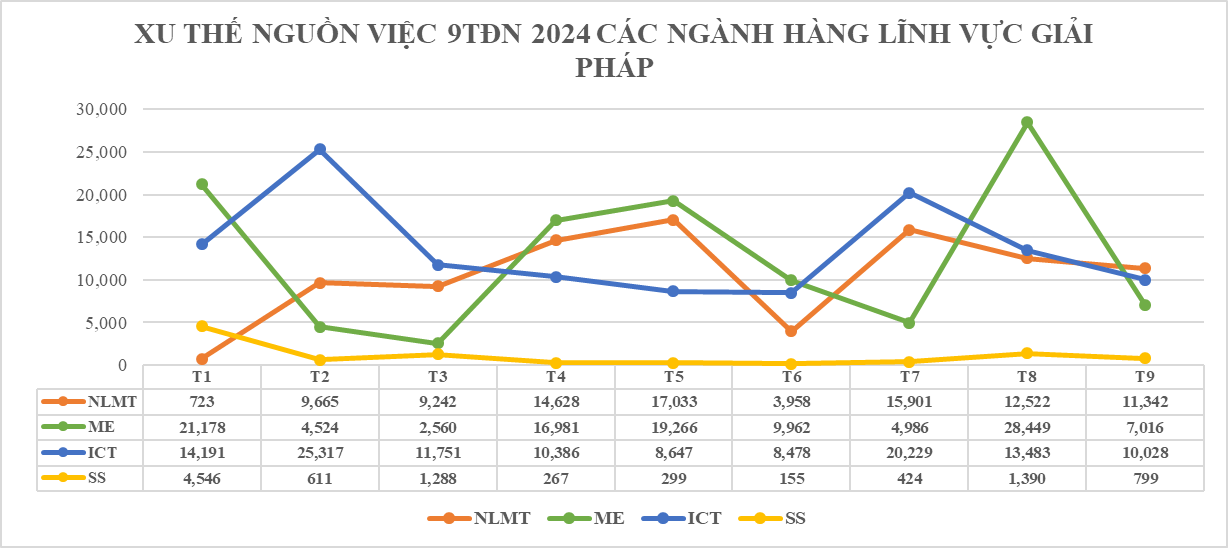 XU THẾ NGUỒN VIỆC 9TĐN 2024 CÁC NGÀNH HÀNG LĨNH VỰC GIẢI
PHÁP
30,000
25,000
20,000
15,000
10,000
5,000
0
T1 T2 T3 T4 T5 T6 T7 T8 T9
NLMT 723 9,665 9,242 14,628 17,033 3,958 15,901 12,522 11,342
ME 21,178 4,524 2,560 16,981 19,266 9,962 4,986 28,449 7,016
ICT 14,191 25,317 11,751 10,386 8,647 8,478 20,229 13,483 10,028
SS 4,546 611 1,288 267 299 155 424 1,390 799
NLMT ME ICT SS